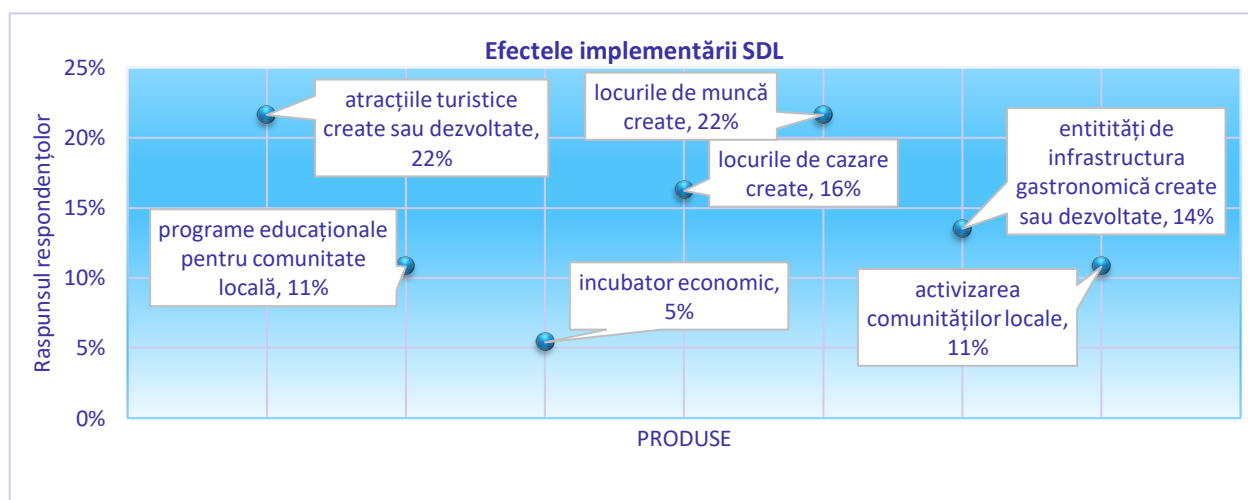 Efectele implementării SDL
25%
20%
15%
10%
5%
0%
Raspunsul respondenților
atracțiile turistice
create sau dezvoltate,
22%
programe educaționale
pentru comunitate
locală, 11%
incubator economic,
5%
locurile de muncă
create, 22%
locurile de cazare
create, 16%
entitități de
infrastructura
gastronomică create
sau dezvoltate, 14%
activizarea
comunităților locale,
11%
PRODUSE